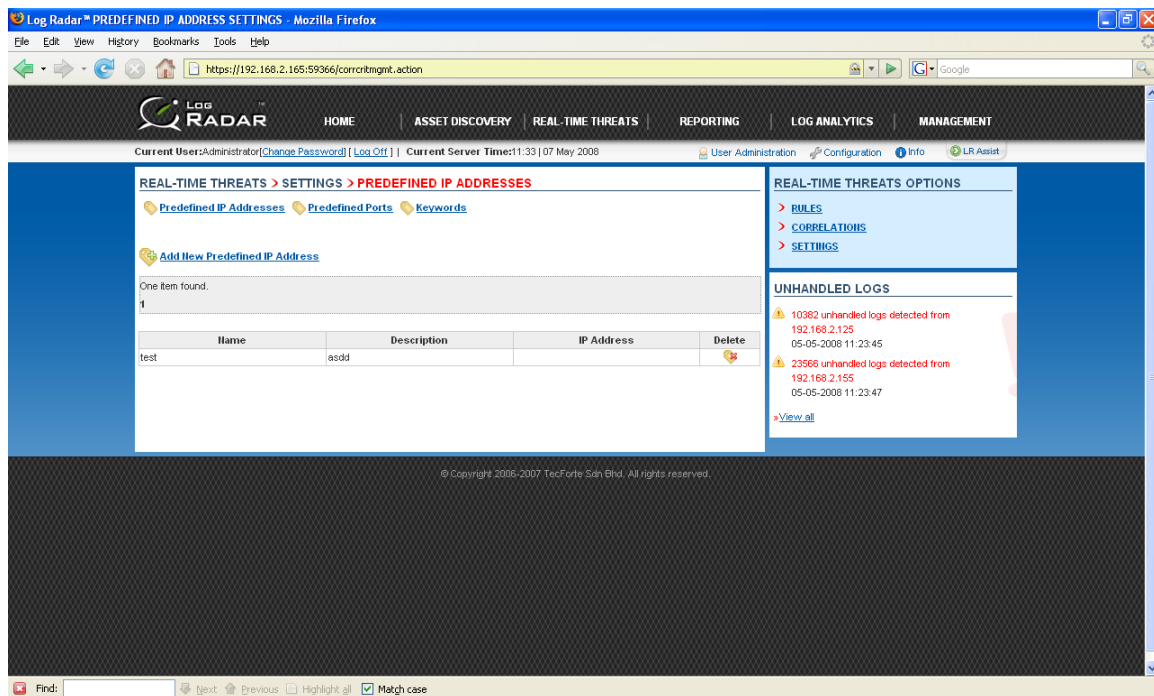 Log Radar™ PREDEFINED IP ADDRESS SETTINGS - Mozilla Firefox
File Edit View History Bookmarks Tools Help
https://192.168.2.165:59366/corrcritmgmt.action
G Google
LOG RADAR ™
HOME | ASSET DISCOVERY | REAL-TIME THREATS | REPORTING | LOG ANALYTICS | MANAGEMENT
Current User:Administrator[Change Password] [ Log Off ] | Current Server Time:11:33 | 07 May 2008 User Administration Configuration Info LR Assist
REAL-TIME THREATS > SETTINGS > PREDEFINED IP ADDRESSES
Predefined IP Addresses Predefined Ports Keywords
Add New Predefined IP Address
One item found.
1
Name Description IP Address Delete
test asdd
REAL-TIME THREATS OPTIONS
> RULES
> CORRELATIONS
> SETTINGS
UNHANDLED LOGS
10382 unhandled logs detected from
192.168.2.125
05-05-2008 11:23:45
23566 unhandled logs detected from
192.168.2.155
05-05-2008 11:23:47
»View all
© Copyright 2006-2007 TecForte Sdn Bhd. All rights reserved.
Find: Next Previous Highlight all Match case